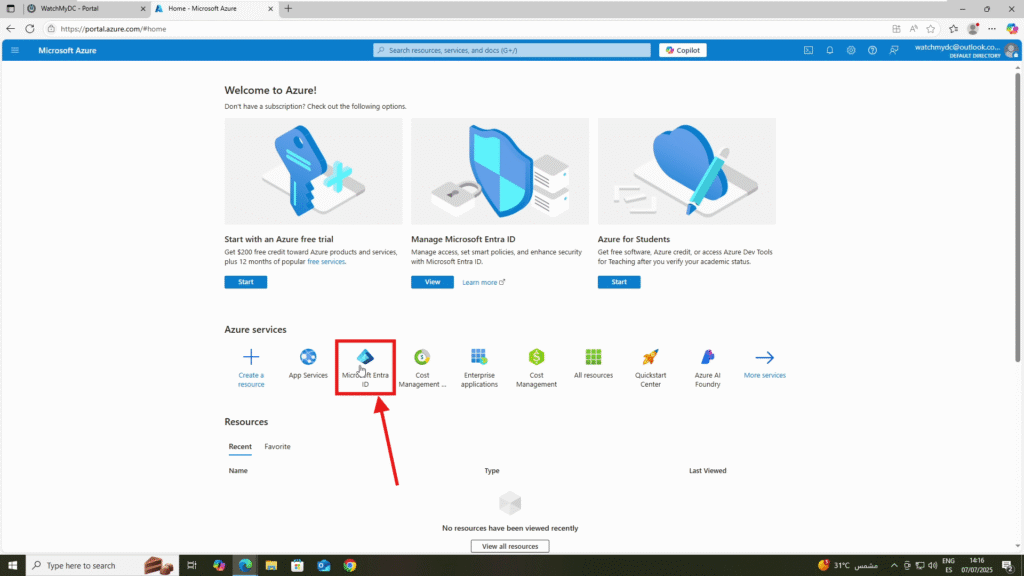 WatchMyDC - Portal
Home - Microsoft Azure
https://portal.azure.com/#home
Microsoft Azure
Search resources, services, and docs (G+/)
Copilot
watchmydc@outlook.co...
DEFAULT DIRECTORY
Welcome to Azure!
Don't have a subscription? Check out the following options.
Start with an Azure free trial
Get $200 free credit toward Azure products and services,
plus 12 months of popular free services.
Start
Manage Microsoft Entra ID
Manage access, set smart policies, and enhance security
with Microsoft Entra ID.
View
Learn more
Azure for Students
Get free software, Azure credit, or access Azure Dev Tools
for Teaching after you verify your academic status.
Start
Azure services
Create a
resource
App Services
Microsoft Entra
ID
Cost
Management ...
Enterprise
applications
Cost
Management
All resources
Quickstart
Center
Azure AI
Foundry
More services
Resources
Recent
Favorite
Name
Type
Last Viewed
No resources have been viewed recently
View all resources
Type here to search
31°C
مشمس
ENG
ES
14:16
07/07/2025
2